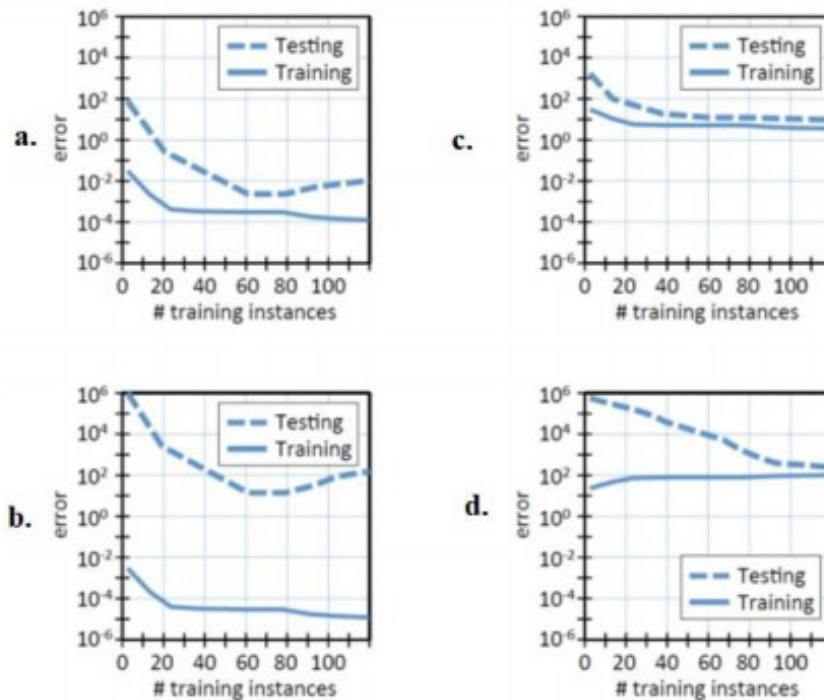 a.
error
10⁶
10⁴
10²
10⁰
10⁻²
10⁻⁴
10⁻⁶
Testing
Training
0 20 40 60 80 100
# training instances
c.
error
10⁶
10⁴
10²
10⁰
10⁻²
10⁻⁴
10⁻⁶
Testing
Training
0 20 40 60 80 100
# training instances
b.
error
10⁶
10⁴
10²
10⁰
10⁻²
10⁻⁴
10⁻⁶
Testing
Training
0 20 40 60 80 100
# training instances
d.
error
10⁶
10⁴
10²
10⁰
10⁻²
10⁻⁴
10⁻⁶
Testing
Training
0 20 40 60 80 100
# training instances